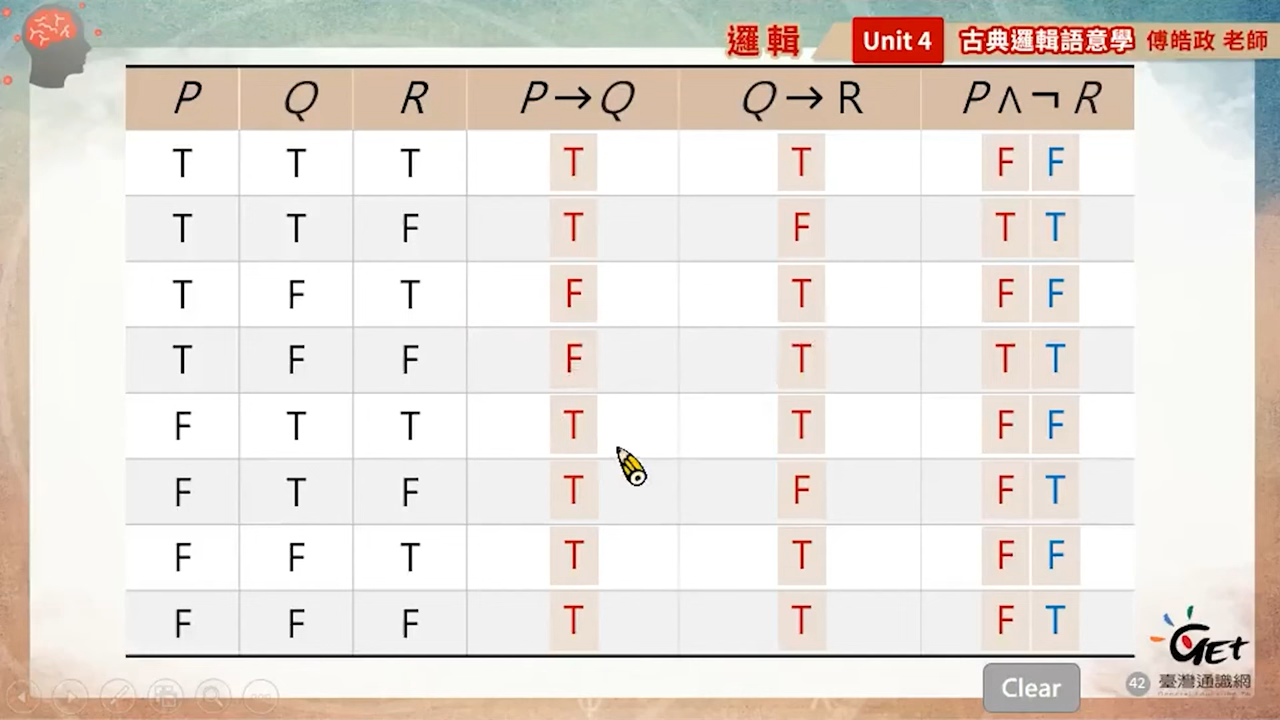 邏輯 Unit 4 古典邏輯語意學 傅皓政 老師
P Q R P→Q Q→R P∧¬R
T T T T T F F
T T F T F T T
T F T F T F F
T F F F T T T
F T T T T F F
F T F T F F T
F F T T T F F
F F F T T F T
GET
Clear 42 臺灣通識網